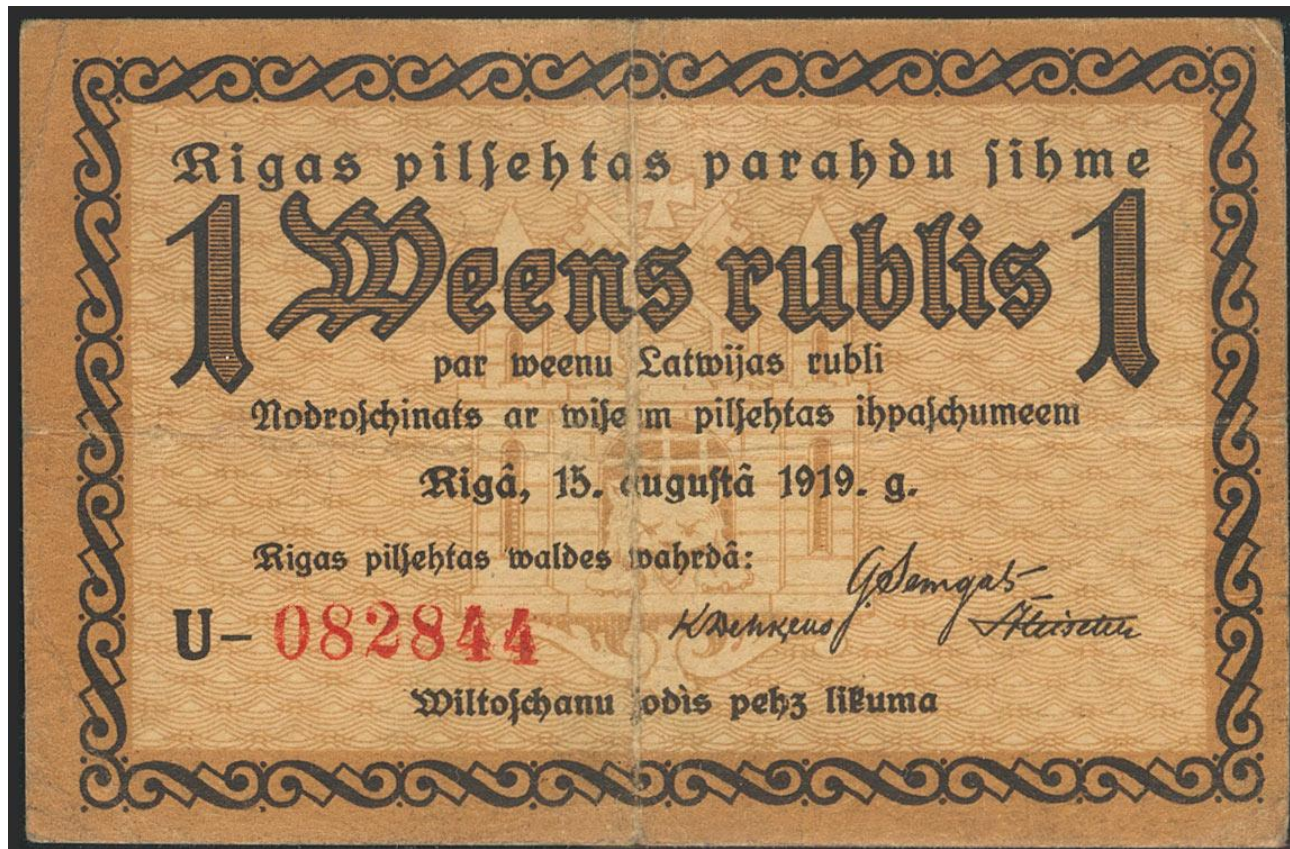 Rigas pilſehtas parahdu ſihme
1 Weens rublis 1
par weenu Latwijas rubli
Nodroſchinats ar wiſeem pilſehtas ihpaſchumeem
Rigâ, 15. auguſtâ 1919. g.
Rigas pilſehtas waldes wahrdâ:
U- 082844
Wiltoſchanu ſodis pehz likuma